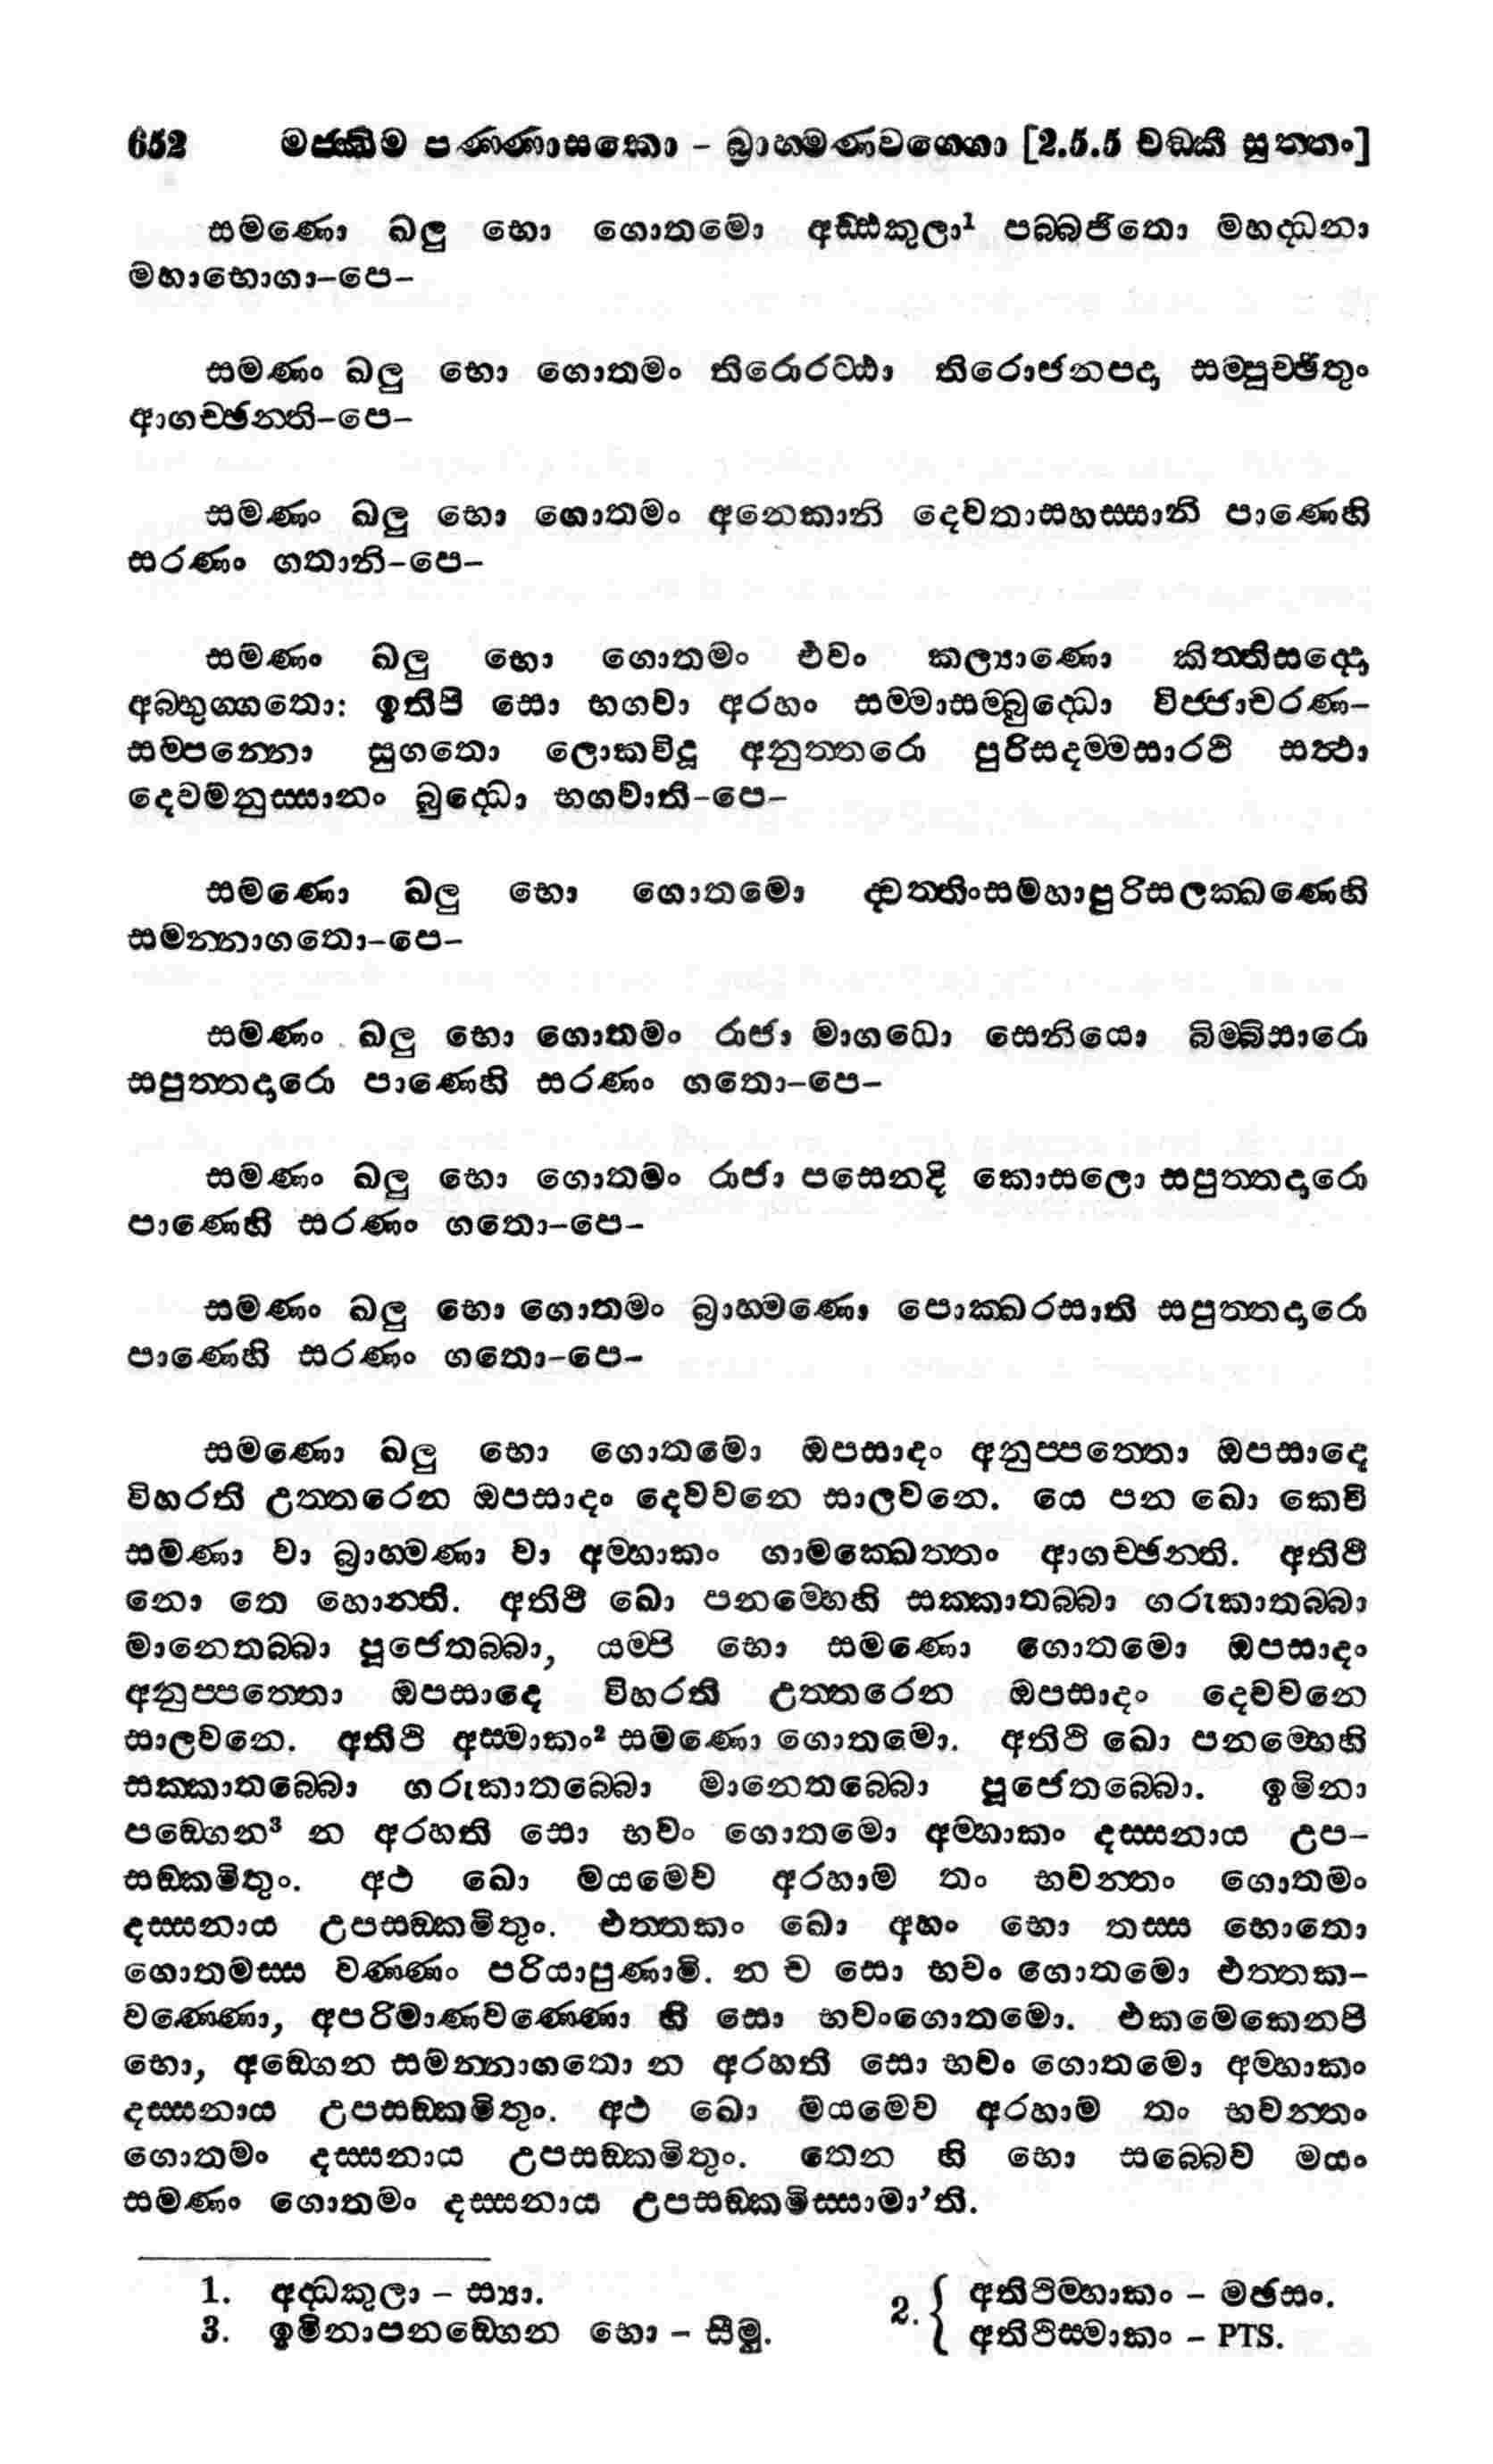 652 මජ්ඣිම පණ්ණාසකො - බ්‍රාහ්මණවග්ගො [2.5.5 චඞ්කී සුත්තං]
සමණො ඛලු භො ගොතමො අඩ්ඪකුලා¹ පබ්බජිතො මහද්ධනා
මහාභොගා-පෙ-
සමණං ඛලු භො ගොතමං තිරොරට්ඨා තිරොජනපදා සම්පුච්ඡිතුං
ආගච්ඡන්ති-පෙ-
සමණං ඛලු භො ගොතමං අනෙකානි දෙවතාසහස්සානි පාණෙහි
සරණං ගතානි-පෙ-
සමණං ඛලු භො ගොතමං එවං කල්‍යාණො කිත්තිසද්දො
අබ්භුග්ගතො: ඉතිපි සො භගවා අරහං සම්මාසම්බුද්ධො විජ්ජාචරණ-
සම්පන්නො සුගතො ලොකවිදූ අනුත්තරො පුරිසදම්මසාරථි සත්ථා
දෙවමනුස්සානං බුද්ධො භගවාති-පෙ-
සමණො ඛලු භො ගොතමො ද්වත්තිංසමහාපුරිසලක්ඛණෙහි
සමන්නාගතො-පෙ-
සමණං ඛලු භො ගොතමං රාජා මාගධො සෙනියො බිම්බිසාරො
සපුත්තදාරො පාණෙහි සරණං ගතො-පෙ-
සමණං ඛලු භො ගොතමං රාජා පසෙනදි කොසලො සපුත්තදාරො
පාණෙහි සරණං ගතො-පෙ-
සමණං ඛලු භො ගොතමං බ්‍රාහ්මණො පොක්ඛරසාති සපුත්තදාරො
පාණෙහි සරණං ගතො-පෙ-
සමණො ඛලු භො ගොතමො ඔපසාදං අනුප්පත්තො ඔපසාදෙ
විහරති උත්තරෙන ඔපසාදං දෙවවනෙ සාලවනෙ. යෙ පන ඛො කෙචි
සමණා වා බ්‍රාහ්මණා වා අම්හාකං ගාමක්ඛෙත්තං ආගච්ඡන්ති. අතිථී
නො තෙ හොන්ති. අතිථී ඛො පනම්හෙහි සක්කාතබ්බා ගරුකාතබ්බා
මානෙතබ්බා පූජෙතබ්බා, යම්පි භො සමණො ගොතමො ඔපසාදං
අනුප්පත්තො ඔපසාදෙ විහරති උත්තරෙන ඔපසාදං දෙවවනෙ
සාලවනෙ. අතිථි අස්මාකං² සමණො ගොතමො. අතිථි ඛො පනම්හෙහි
සක්කාතබ්බො ගරුකාතබ්බො මානෙතබ්බො පූජෙතබ්බො. ඉමිනා
පඞ්ගෙන³ න අරහති සො භවං ගොතමො අම්හාකං දස්සනාය උප-
සඞ්කමිතුං. අථ ඛො මයමෙව අරහාම තං භවන්තං ගොතමං
දස්සනාය උපසඞ්කමිතුං. එත්තකං ඛො අහං භො තස්ස භොතො
ගොතමස්ස වණ්ණං පරියාපුණාමි. න ච සො භවං ගොතමො එත්තක-
වණ්ණො, අපරිමාණවණ්ණො හි සො භවංගොතමො. එකමෙකෙනපි
භො, අඞ්ගෙන සමන්නාගතො න අරහති සො භවං ගොතමො අම්හාකං
දස්සනාය උපසඞ්කමිතුං. අථ ඛො මයමෙව අරහාම තං භවන්තං
ගොතමං දස්සනාය උපසඞ්කමිතුං. තෙන හි භො සබ්බෙව මයං
සමණං ගොතමං දස්සනාය උපසඞ්කමිස්සාමා'ති.
1. අද්ධකුලා - ස්‍යා.
3. ඉමිනාපනඞ්ගෙන භො - සීමු.
2. { අතිථිම්හාකං - මඡසං.
අතිථිස්මාකං - PTS.